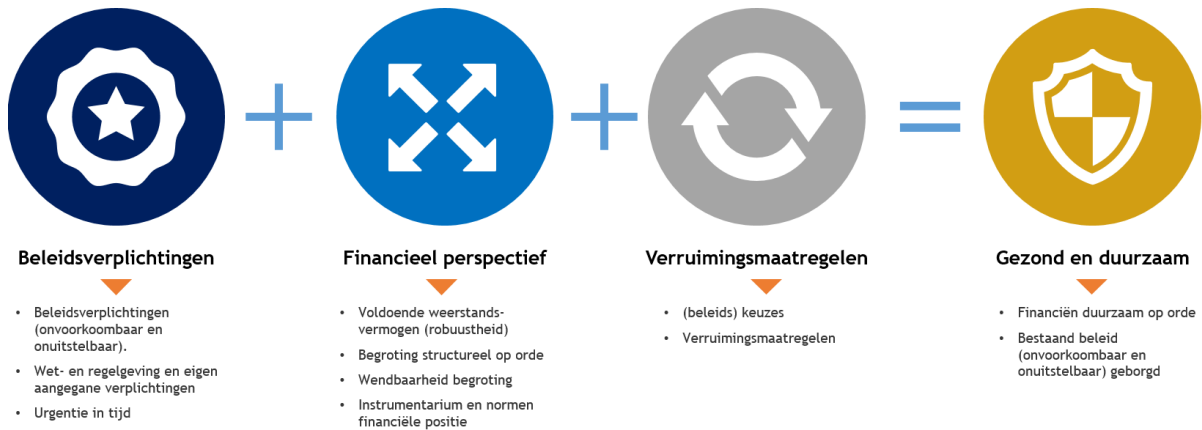 Beleidsverplichtingen
• Beleidsverplichtingen
(onvoorkoombaar en
onuitstelbaar).
• Wet- en regelgeving en eigen
aangegane verplichtingen
• Urgentie in tijd
Financieel perspectief
• Voldoende weerstands-
vermogen (robuustheid)
• Begroting structureel op orde
• Wendbaarheid begroting
• Instrumentarium en normen
financiële positie
Verruimingsmaatregelen
• (beleids) keuzes
• Verruimingsmaatregelen
Gezond en duurzaam
• Financiën duurzaam op orde
• Bestaand beleid
(onvoorkoombaar en
onuitstelbaar) geborgd